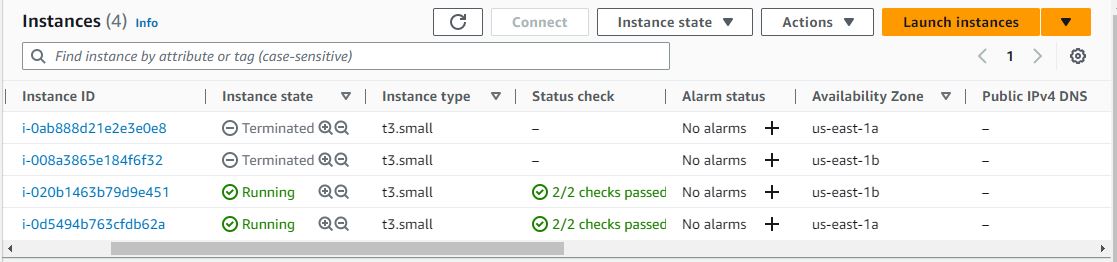 Instances (4) Info Connect Instance state Actions Launch instances
Find instance by attribute or tag (case-sensitive) 1
Instance ID Instance state Instance type Status check Alarm status Availability Zone Public IPv4 DNS
i-0ab888d21e2e3e0e8 Terminated t3.small – No alarms + us-east-1a –
i-008a3865e184f6f32 Terminated t3.small – No alarms + us-east-1b –
i-020b1463b79d9e451 Running t3.small 2/2 checks passed No alarms + us-east-1b –
i-0d5494b763cfdb62a Running t3.small 2/2 checks passed No alarms + us-east-1a –